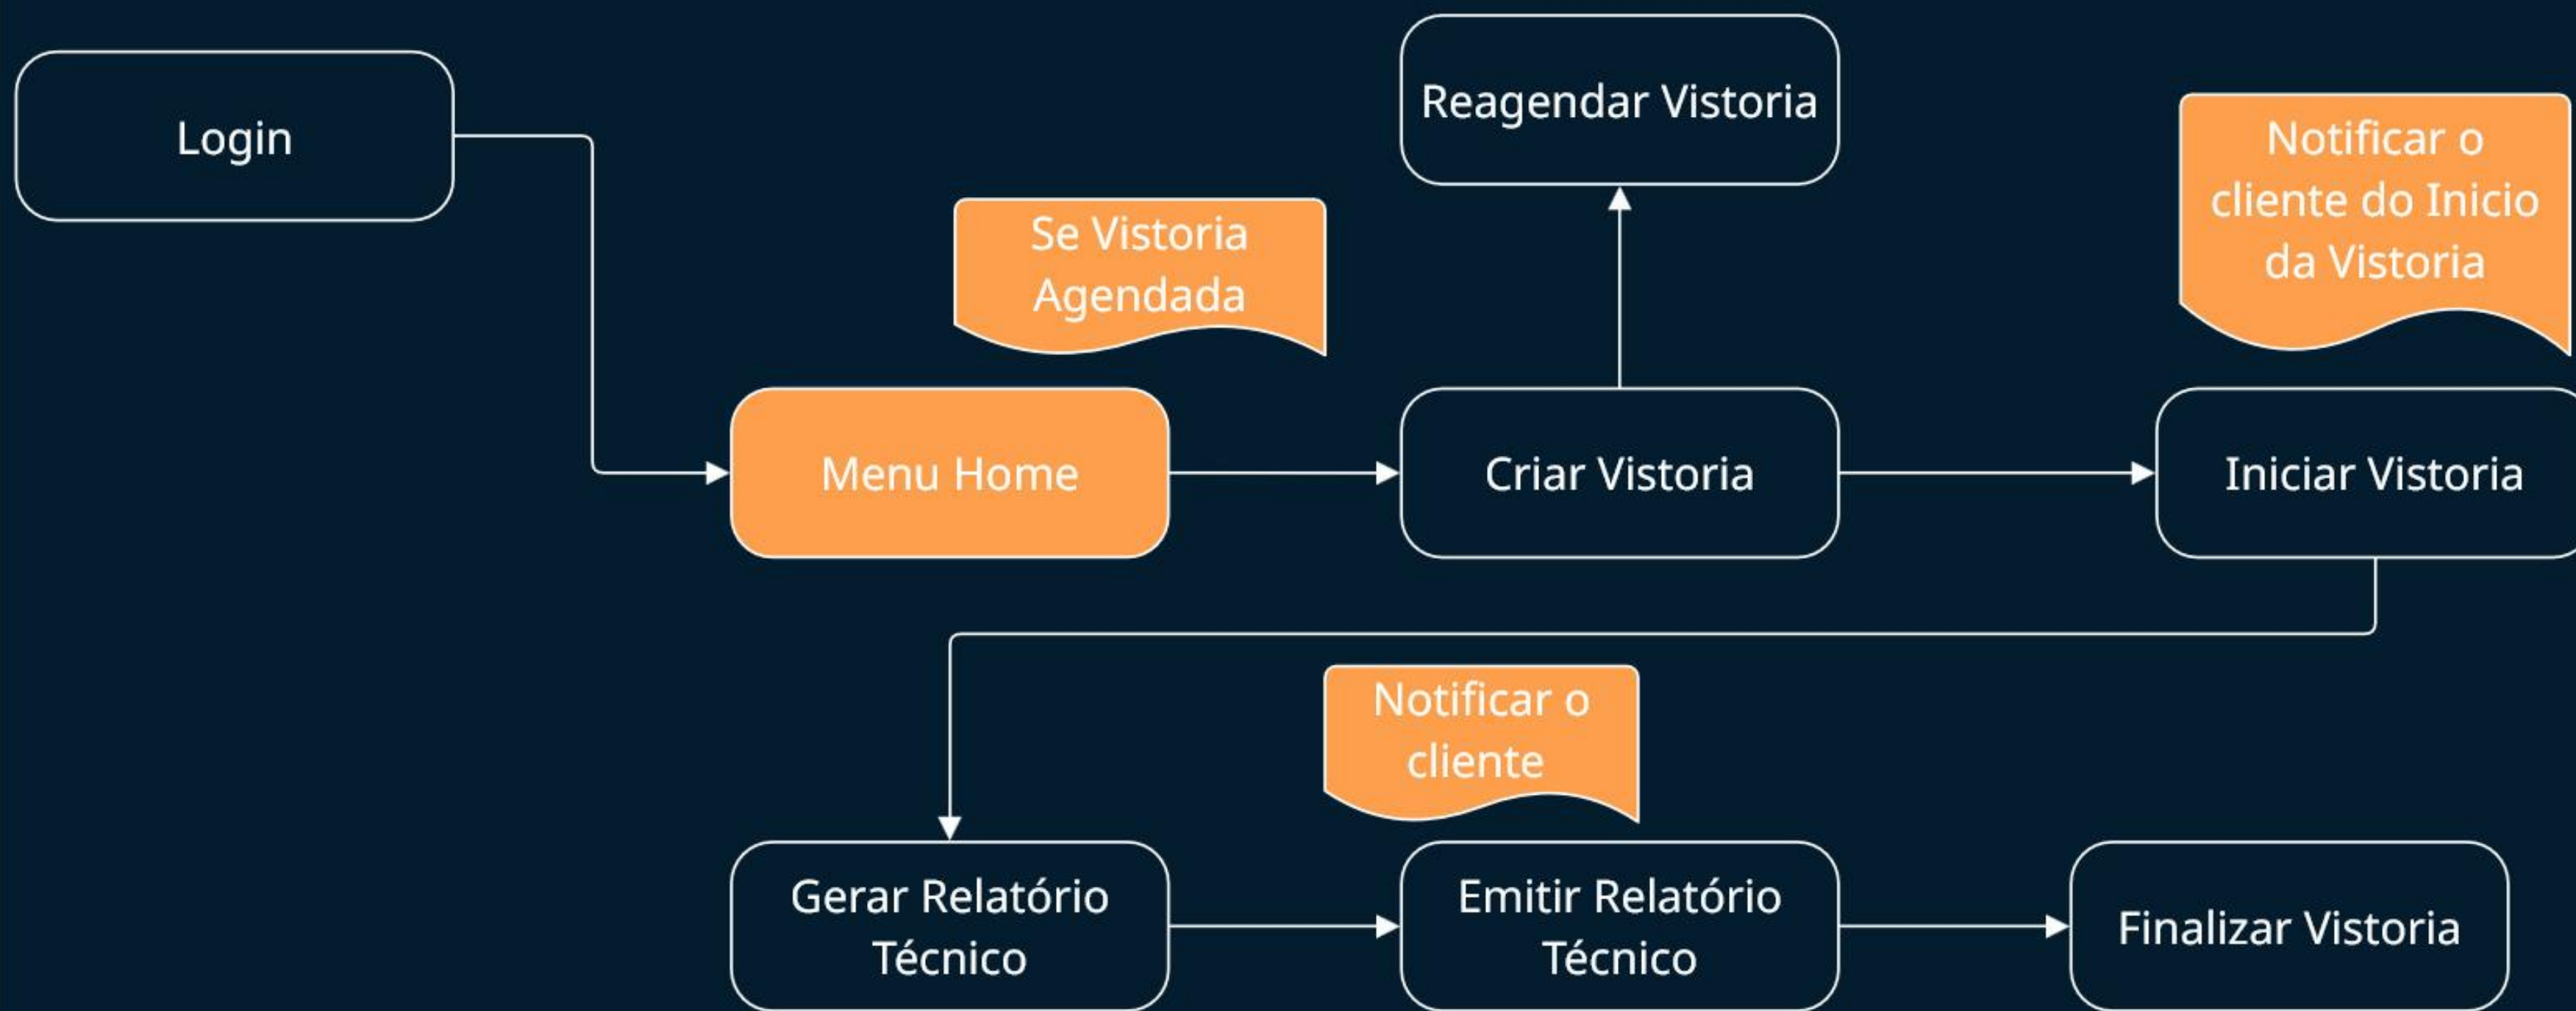 Login
Reagendar Vistoria
Notificar o
cliente do Inicio
da Vistoria
Se Vistoria
Agendada
Menu Home
Criar Vistoria
Iniciar Vistoria
Notificar o
cliente
Gerar Relatório
Técnico
Emitir Relatório
Técnico
Finalizar Vistoria